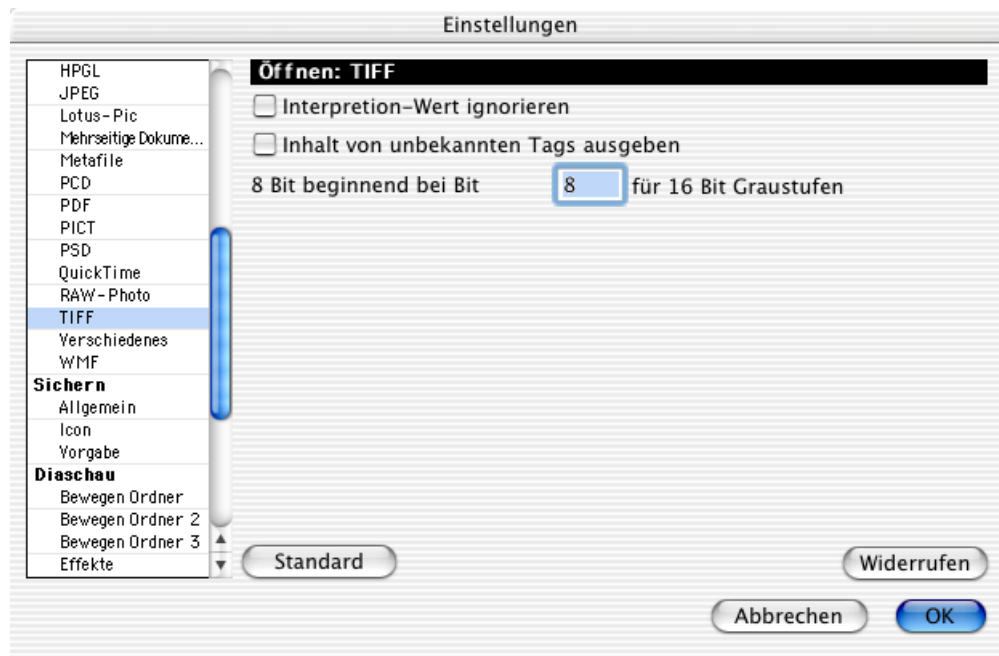 Einstellungen
HPGL
JPEG
Lotus-Pic
Mehrseitige Dokume...
Metafile
PCD
PDF
PICT
PSD
QuickTime
RAW-Photo
TIFF
Verschiedenes
WMF
Sichern
Allgemein
Icon
Vorgabe
Diaschau
Bewegen Ordner
Bewegen Ordner 2
Bewegen Ordner 3
Effekte
Öffnen: TIFF
Interpretion-Wert ignorieren
Inhalt von unbekannten Tags ausgeben
8 Bit beginnend bei Bit 8 für 16 Bit Graustufen
Standard Widerrufen
Abbrechen OK